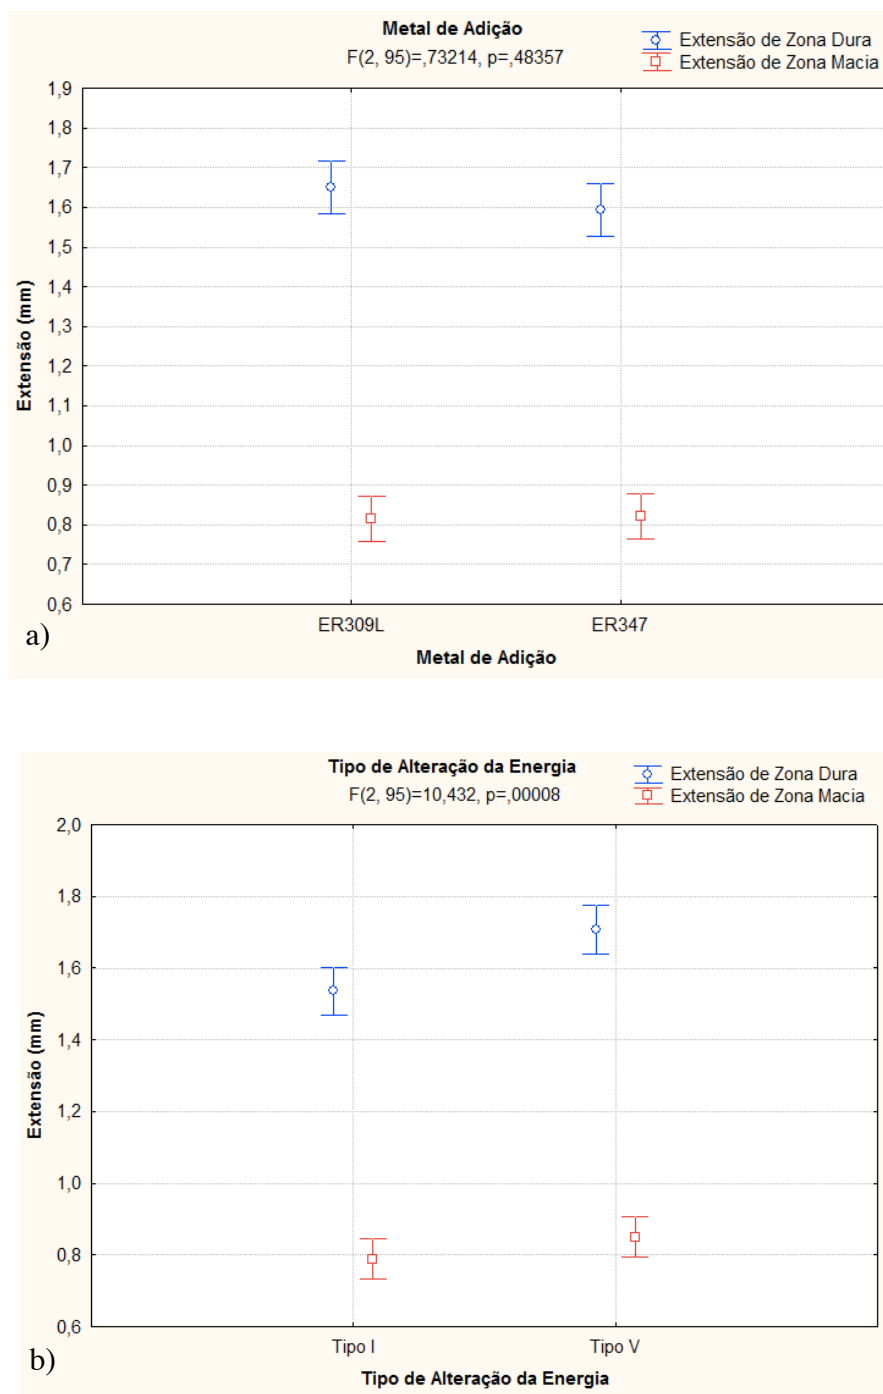 Metal de Adição
F(2, 95)=,73214, p=,48357
Extensão de Zona Dura
Extensão de Zona Macia
1,9
1,8
1,7
1,6
1,5
1,4
1,3
1,2
1,1
1,0
0,9
0,8
0,7
0,6
Extensão (mm)
ER309L ER347
Metal de Adição
a)
Tipo de Alteração da Energia
F(2, 95)=10,432, p=,00008
Extensão de Zona Dura
Extensão de Zona Macia
2,0
1,8
1,6
1,4
1,2
1,0
0,8
0,6
Extensão (mm)
Tipo I Tipo V
Tipo de Alteração da Energia
b)